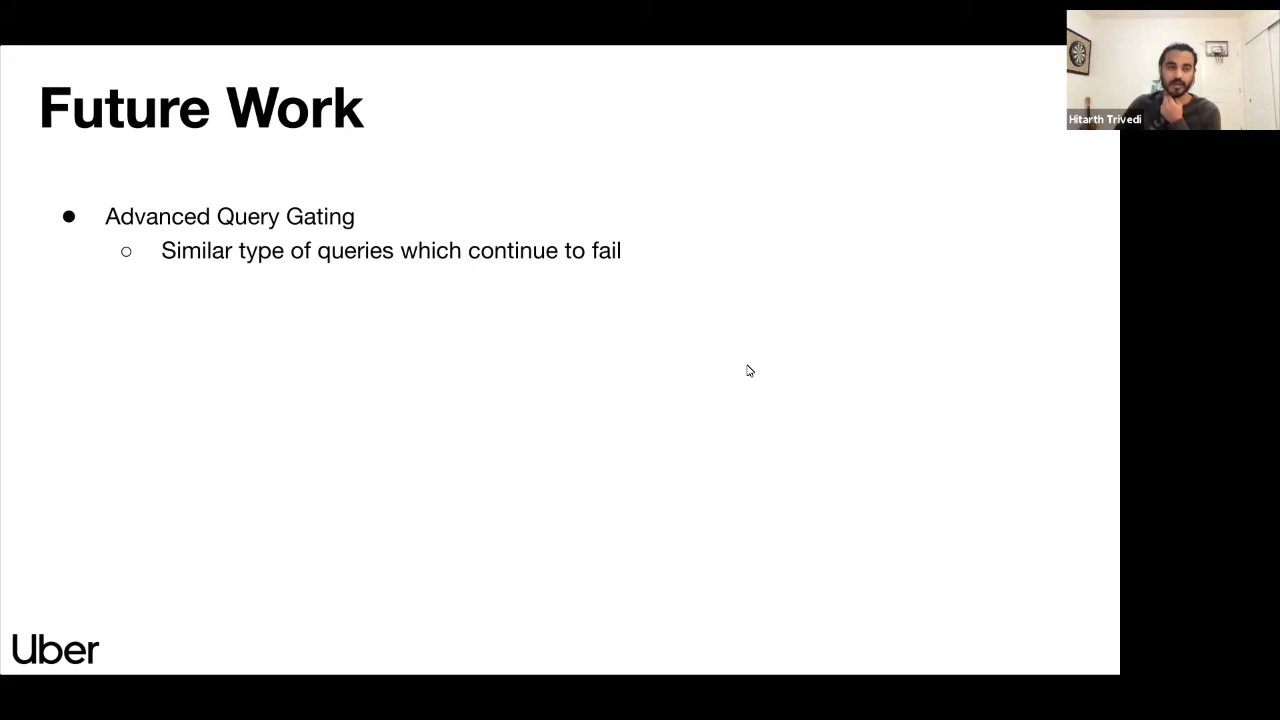 Future Work
● Advanced Query Gating
○ Similar type of queries which continue to fail
Uber
Hitarth Trivedi